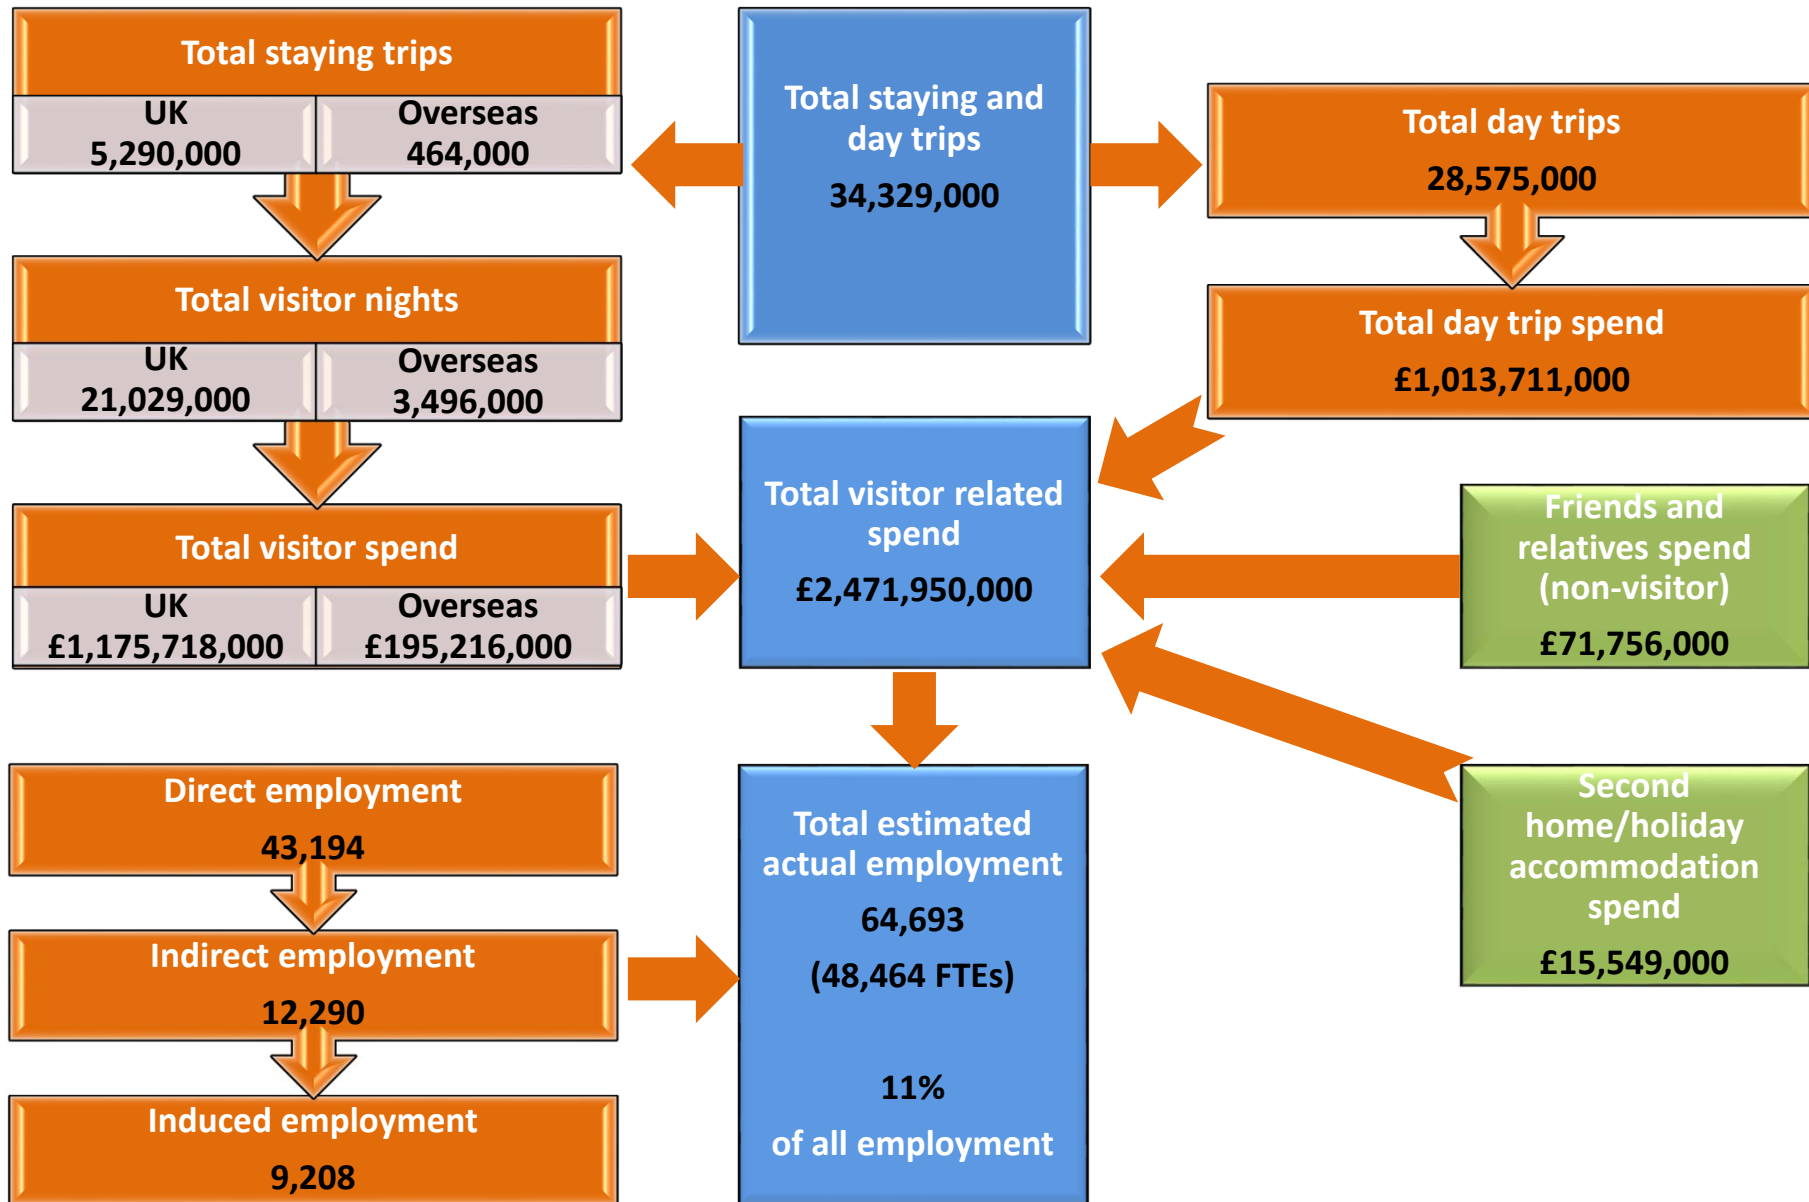 Total staying trips
UK
5,290,000
Overseas
464,000
Total visitor nights
UK
21,029,000
Overseas
3,496,000
Total visitor spend
UK
£1,175,718,000
Overseas
£195,216,000
Direct employment
43,194
Indirect employment
12,290
Induced employment
9,208
Total staying and
day trips
34,329,000
Total visitor related
spend
£2,471,950,000
Total estimated
actual employment
64,693
(48,464 FTEs)
11%
of all employment
Total day trips
28,575,000
Total day trip spend
£1,013,711,000
Friends and
relatives spend
(non-visitor)
£71,756,000
Second
home/holiday
accommodation
spend
£15,549,000